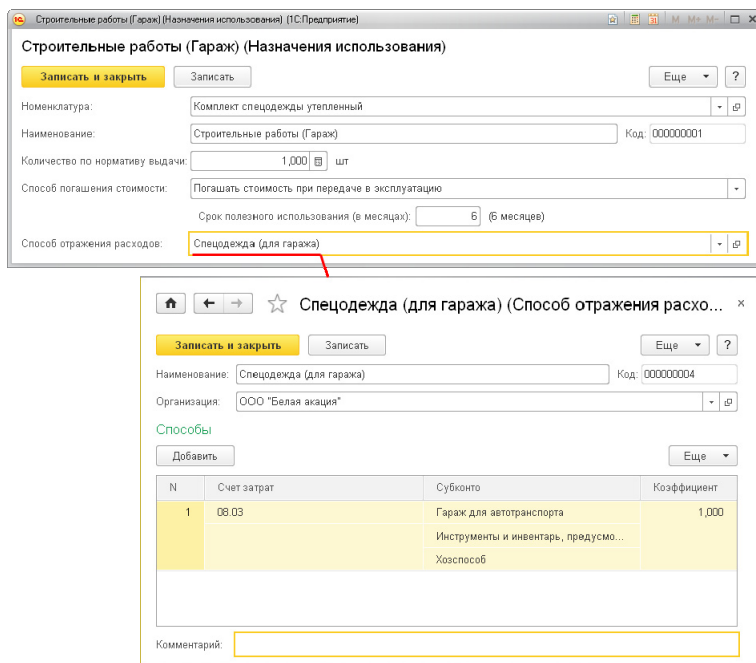 Строительные работы (Гараж) (Назначения использования) (1С:Предприятие)
M M+ M-
Строительные работы (Гараж) (Назначения использования)
Записать и закрыть Записать Еще ?
Номенклатура: Комплект спецодежды утепленный
Наименование: Строительные работы (Гараж) Код: 000000001
Количество по нормативу выдачи: 1,000 шт
Способ погашения стоимости: Погашать стоимость при передаче в эксплуатацию
Срок полезного использования (в месяцах): 6 (6 месяцев)
Способ отражения расходов: Спецодежда (для гаража)
Спецодежда (для гаража) (Способ отражения расхо...
Записать и закрыть Записать Еще ?
Наименование: Спецодежда (для гаража) Код: 000000004
Организация: ООО "Белая акация"
Способы
Добавить Еще
N Счет затрат Субконто Коэффициент
1 08.03 Гараж для автотранспорта 1,000
Инструменты и инвентарь, предусмо...
Хозспособ
Комментарий: